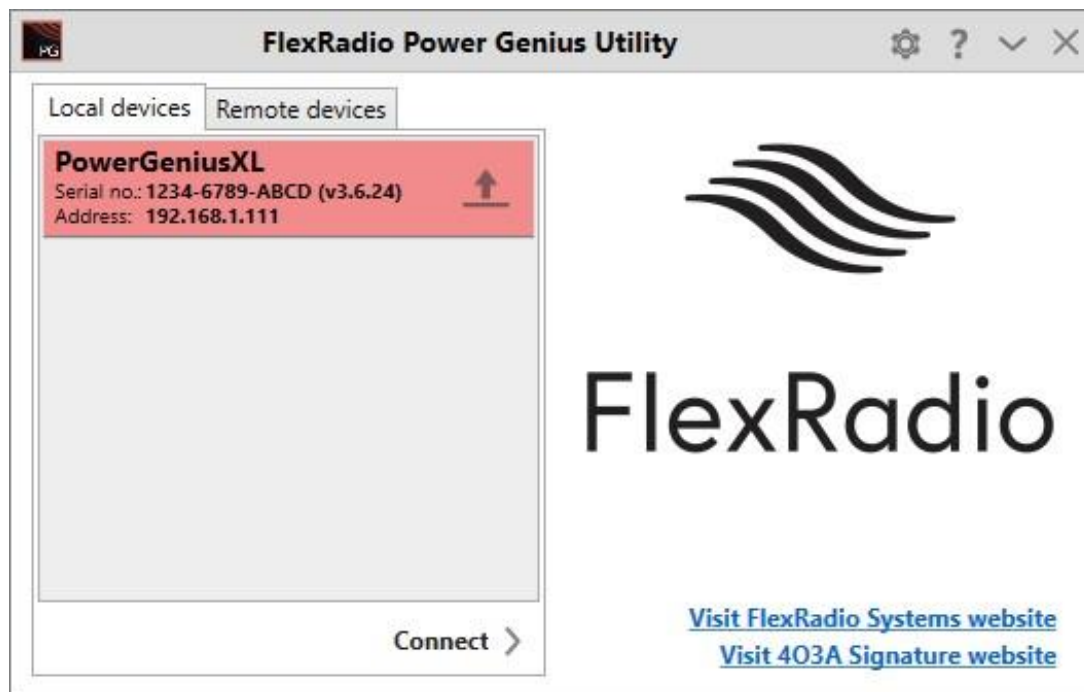 PG
FlexRadio Power Genius Utility
?
Local devices
Remote devices
PowerGeniusXL
Serial no.: 1234-6789-ABCD (v3.6.24)
Address: 192.168.1.111
FlexRadio
Connect
Visit FlexRadio Systems website
Visit 4O3A Signature website